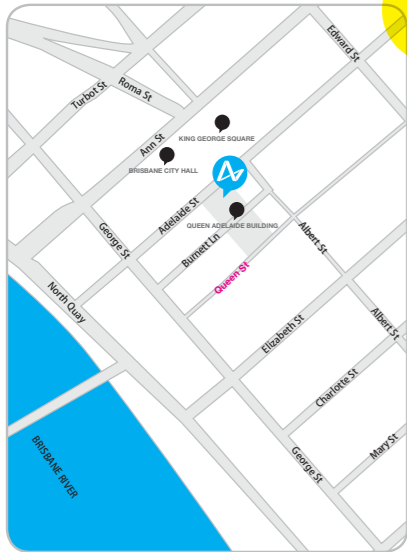 Edward St
Turbot St
Roma St
KING GEORGE SQUARE
Ann St
BRISBANE CITY HALL
Adelaide St
QUEEN ADELAIDE BUILDING
George St
Burnett Ln
Albert St
Queen St
North Quay
Elizabeth St
Albert St
Charlotte St
Mary St
George St
BRISBANE RIVER